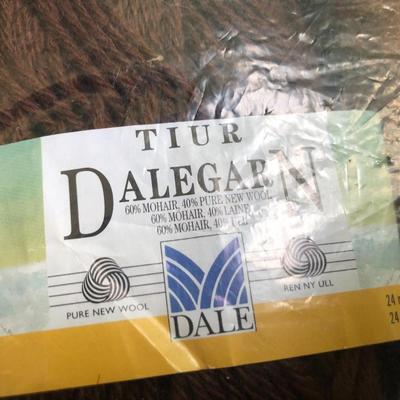 TIUR
DALEGARN
60% MOHAIR, 40% PURE NEW WOOL
60% MOHAIR, 40% LAINE
60% MOHAIR, 40% ULL
PURE NEW WOOL
DALE
REN NY ULL
24
24